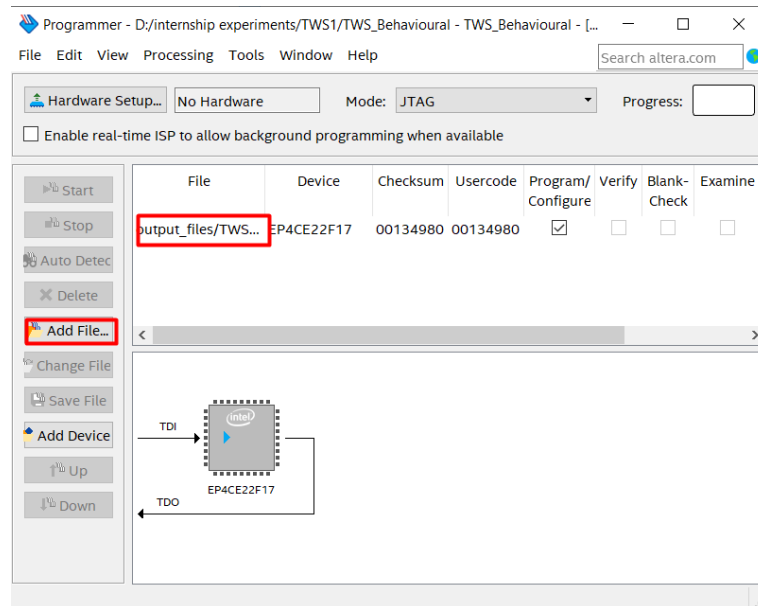 Programmer - D:/internship experiments/TWS1/TWS_Behavioural - TWS_Behavioural - [...
File Edit View Processing Tools Window Help
Search altera.com
Hardware Setup... No Hardware Mode: JTAG Progress:
Enable real-time ISP to allow background programming when available
File Device Checksum Usercode Program/ Verify Blank- Examine
Configure Check
output_files/TWS... EP4CE22F17 00134980 00134980
Start
Stop
Auto Detec
Delete
Add File...
Change File
Save File
Add Device
Up
Down
TDI
intel
EP4CE22F17
TDO